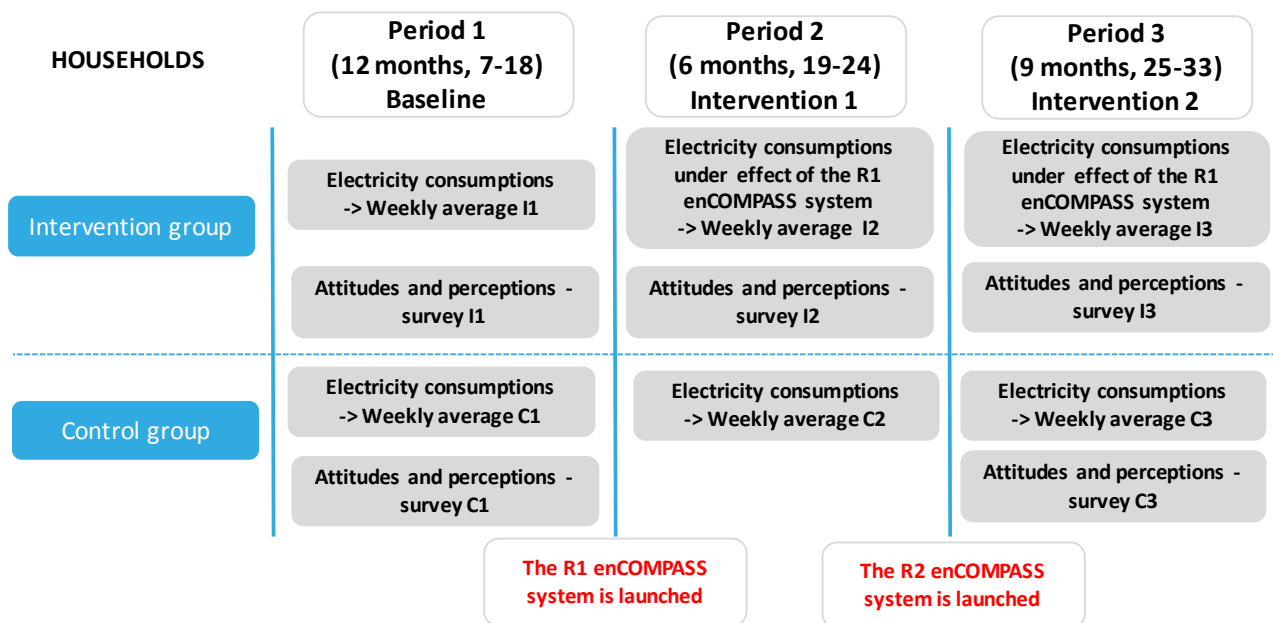 HOUSEHOLDS
Period 1
(12 months, 7-18)
Baseline
Period 2
(6 months, 19-24)
Intervention 1
Period 3
(9 months, 25-33)
Intervention 2
Intervention group
Electricity consumptions
-> Weekly average I1
Electricity consumptions
under effect of the R1
enCOMPASS system
-> Weekly average I2
Electricity consumptions
under effect of the R1
enCOMPASS system
-> Weekly average I3
Attitudes and perceptions -
survey I1
Attitudes and perceptions -
survey I2
Attitudes and perceptions -
survey I3
Control group
Electricity consumptions
-> Weekly average C1
Electricity consumptions
-> Weekly average C2
Electricity consumptions
-> Weekly average C3
Attitudes and perceptions -
survey C1
Attitudes and perceptions -
survey C3
The R1 enCOMPASS
system is launched
The R2 enCOMPASS
system is launched